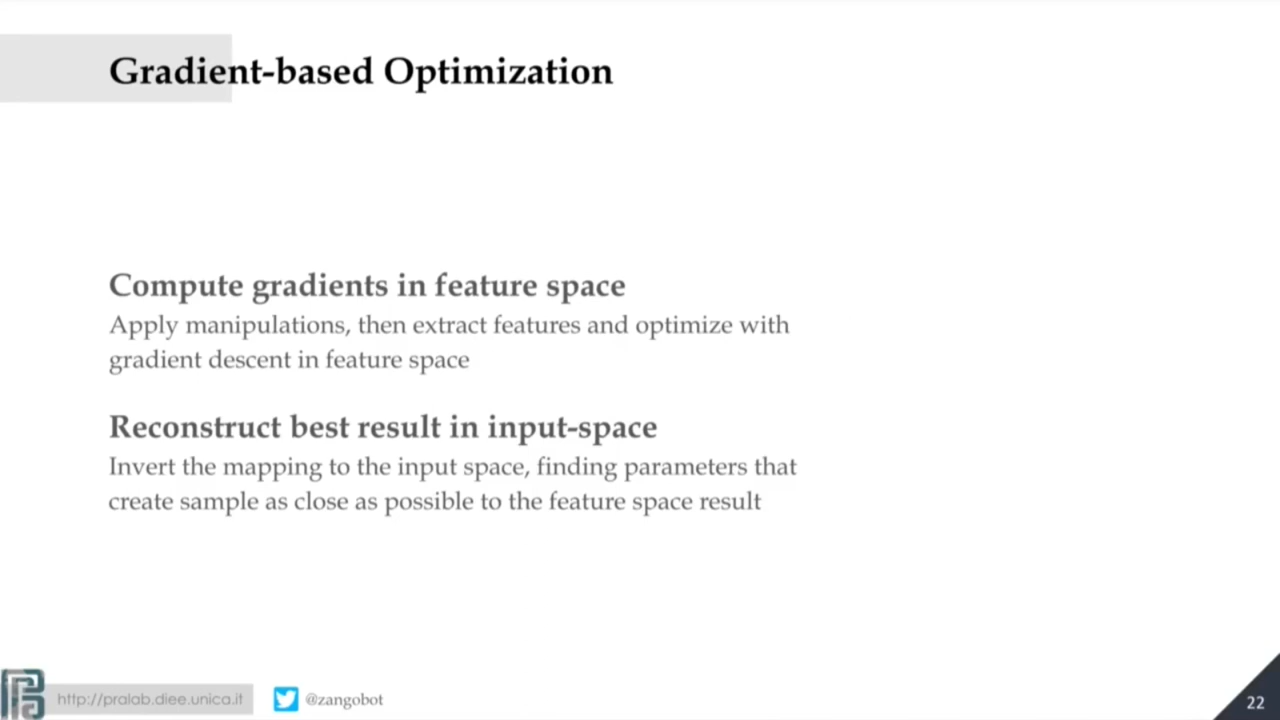 Gradient-based Optimization
Compute gradients in feature space
Apply manipulations, then extract features and optimize with
gradient descent in feature space
Reconstruct best result in input-space
Invert the mapping to the input space, finding parameters that
create sample as close as possible to the feature space result
http://pralab.diee.unica.it
@zangobot
22